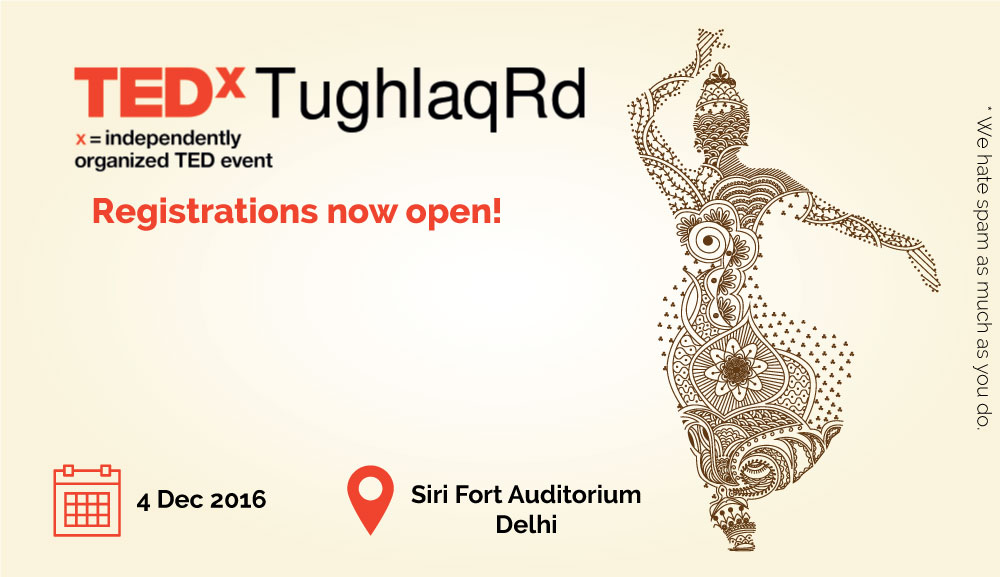 TEDx TughlaqRd
x = independently
organized TED event
Registrations now open!
4 Dec 2016
Siri Fort Auditorium
Delhi
* We hate spam as much as you do.